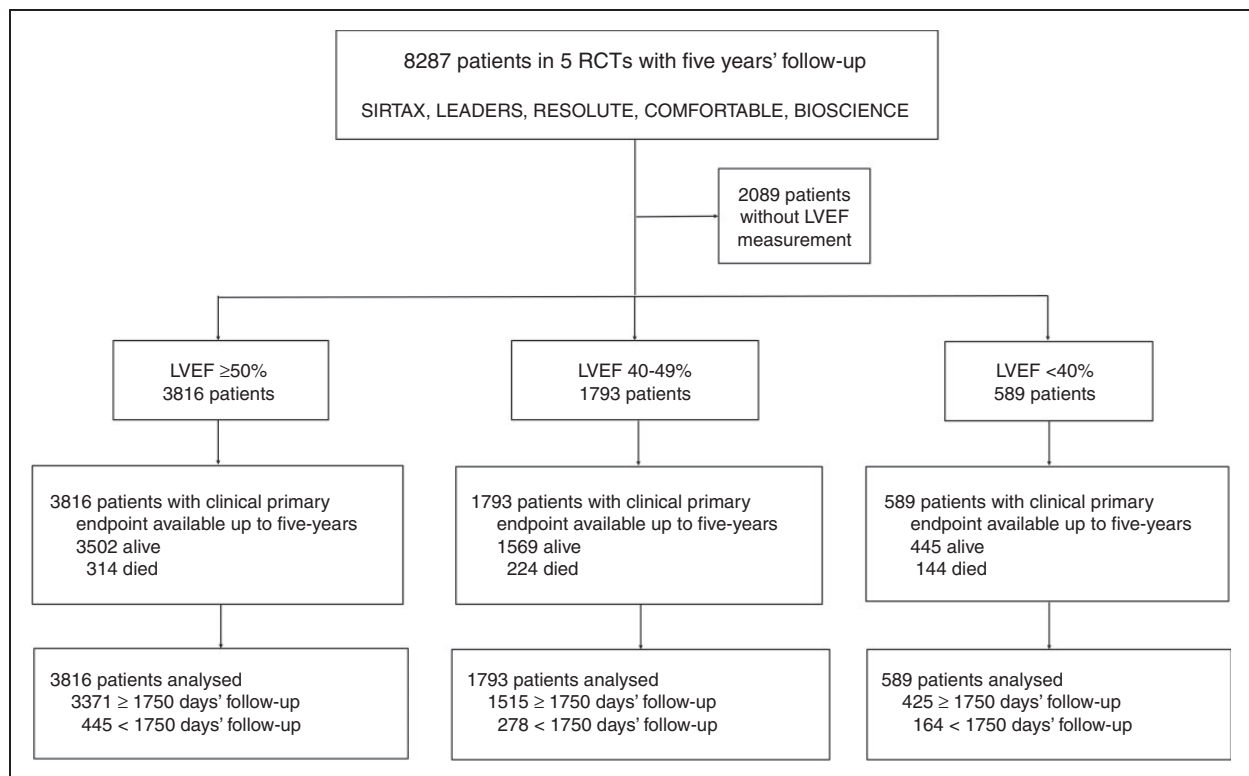 8287 patients in 5 RCTs with five years’ follow-up
SIRTAX, LEADERS, RESOLUTE, COMFORTABLE, BIOSCIENCE
2089 patients
without LVEF
measurement
LVEF ≥50%
3816 patients
LVEF 40-49%
1793 patients
LVEF <40%
589 patients
3816 patients with clinical primary
endpoint available up to five-years
3502 alive
314 died
1793 patients with clinical primary
endpoint available up to five-years
1569 alive
224 died
589 patients with clinical primary
endpoint available up to five-years
445 alive
144 died
3816 patients analysed
3371 ≥ 1750 days’ follow-up
445 < 1750 days’ follow-up
1793 patients analysed
1515 ≥ 1750 days’ follow-up
278 < 1750 days’ follow-up
589 patients analysed
425 ≥ 1750 days’ follow-up
164 < 1750 days’ follow-up